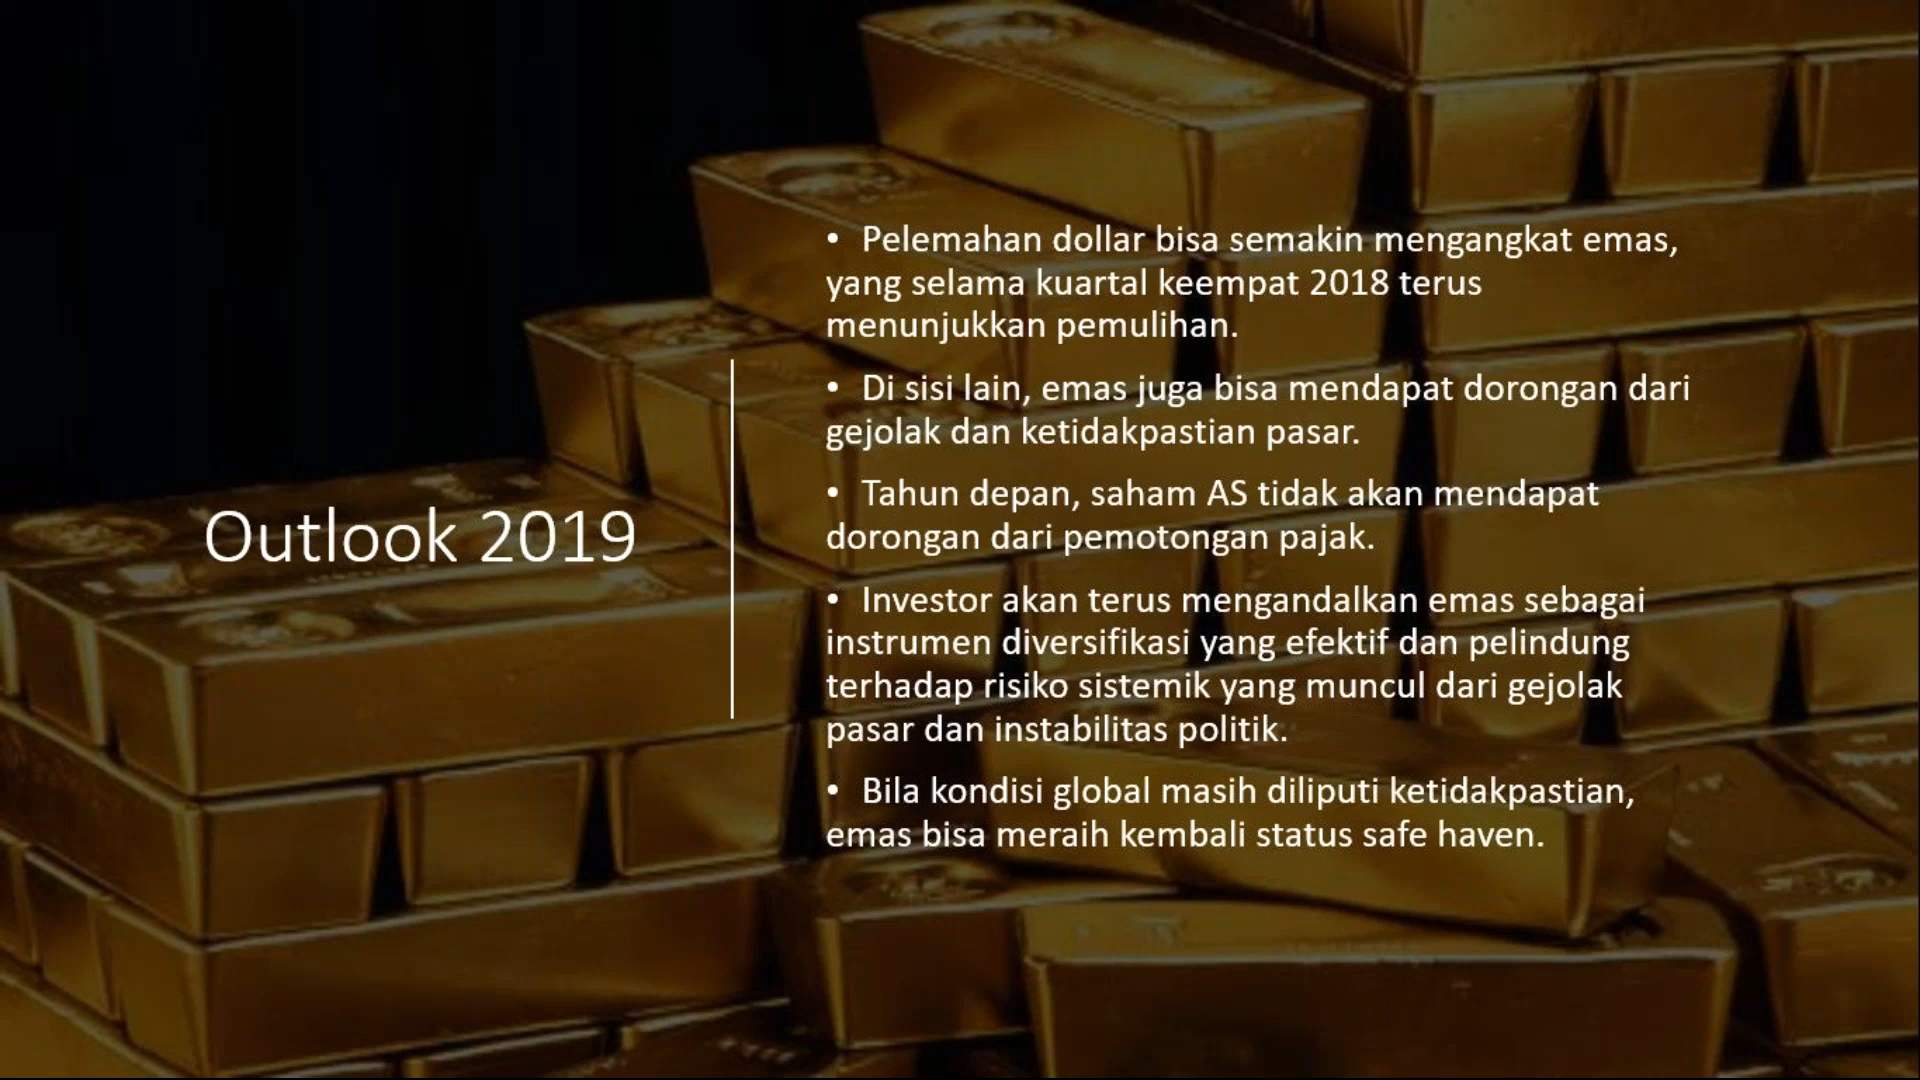 Outlook 2019
• Pelemahan dollar bisa semakin mengangkat emas,
yang selama kuartal keempat 2018 terus
menunjukkan pemulihan.
• Di sisi lain, emas juga bisa mendapat dorongan dari
gejolak dan ketidakpastian pasar.
• Tahun depan, saham AS tidak akan mendapat
dorongan dari pemotongan pajak.
• Investor akan terus mengandalkan emas sebagai
instrumen diversifikasi yang efektif dan pelindung
terhadap risiko sistemik yang muncul dari gejolak
pasar dan instabilitas politik.
• Bila kondisi global masih diliputi ketidakpastian,
emas bisa meraih kembali status safe haven.